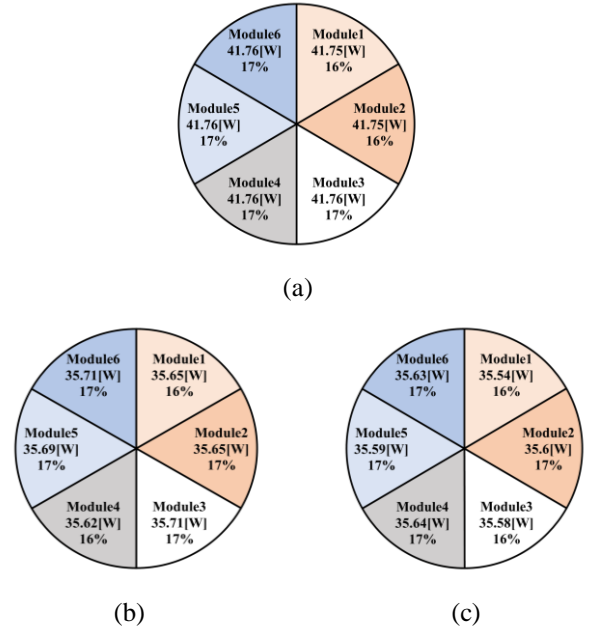 Module6
41.76[W]
17%
Module1
41.75[W]
16%
Module5
41.76[W]
17%
Module2
41.75[W]
16%
Module4
41.76[W]
17%
Module3
41.76[W]
17%
(a)
Module6
35.71[W]
17%
Module1
35.65[W]
16%
Module5
35.69[W]
17%
Module2
35.65[W]
17%
Module4
35.62[W]
16%
Module3
35.71[W]
17%
(b)
Module6
35.63[W]
17%
Module1
35.54[W]
16%
Module5
35.59[W]
17%
Module2
35.6[W]
17%
Module4
35.64[W]
17%
Module3
35.58[W]
16%
(c)